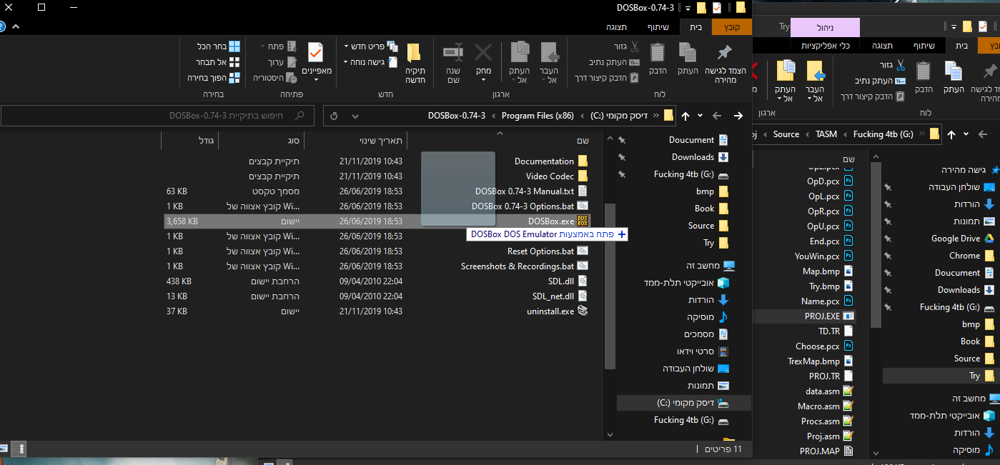 DOSBox-0.74-3
קובץ
בית
שיתוף
תצוגה
הצמד לגישה מהירה
העתק
הדבק
גזור
העתק נתיב
הדבק קיצור דרך
לוח
העבר אל
העתק אל
מחק
שנה שם
ארגון
תיקיה חדשה
פריט חדש
גישה נוחה
חדש
מאפיינים
פתח
ערוך
היסטוריה
פתיחה
בחר הכל
אל תבחר
הפוך בחירה
בחירה
דיסק מקומי (C:) ‹ Program Files (x86) ‹ DOSBox-0.74-3
חיפוש בתיקיית DOSBox-0.74-3
שם תאריך שינוי סוג גודל
Documentation 21/11/2019 10:43 תיקיית קבצים
Video Codec 21/11/2019 10:43 תיקיית קבצים
DOSBox 0.74-3 Manual.txt 26/06/2019 18:53 מסמך טקסט 63 KB
DOSBox 0.74-3 Options.bat 26/06/2019 18:53 קובץ אצווה של Wi... 1 KB
DOSBox.exe 26/06/2019 18:53 יישום 3,658 KB
26/06/2019 18:53 קובץ אצווה של Wi... 1 KB
Reset Options.bat 26/06/2019 18:53 קובץ אצווה של Wi... 1 KB
Screenshots & Recordings.bat 26/06/2019 18:53 קובץ אצווה של Wi... 1 KB
SDL.dll 09/04/2010 22:04 הרחבת יישום 438 KB
SDL_net.dll 09/04/2010 22:04 הרחבת יישום 13 KB
uninstall.exe 21/11/2019 10:43 יישום 37 KB
פתח באמצעות DOSBox DOS Emulator
Doucument
Downloads
Fucking 4tb (G:)
bmp
Book
Source
Try
מחשב זה
אובייקטי תלת-ממד
הורדות
מוסיקה
מסמכים
סרטי וידאו
שולחן העבודה
תמונות
דיסק מקומי (C:)
Fucking 4tb (G:)
11 פריטים
ניהול
Try
בית
שיתוף
תצוגה
כלי אפליקציות
העתק
הדבק
גזור
העתק נתיב
הדבק קיצור דרך
לוח
העבר אל
העתק אל
ארגון
Fucking 4tb (G:) ‹ TASM ‹ Source ‹
שם
OpD.pcx
OpL.pcx
OpR.pcx
OpU.pcx
End.pcx
YouWin.pcx
Map.bmp
Try.bmp
Name.pcx
PROJ.EXE
TD.TR
Choose.pcx
TrexMap.bmp
PROJ.TR
data.asm
Macro.asm
Procs.asm
Proj.asm
PROJ.MAP
גישה מהירה
שולחן העבודה
הורדות
תמונות
Google Drive
Chrome
Doucument
Downloads
Fucking 4tb (G:)
bmp
Book
Source
Try
מחשב זה
אובייקטי תלת-ממד
הורדות
מוסיקה